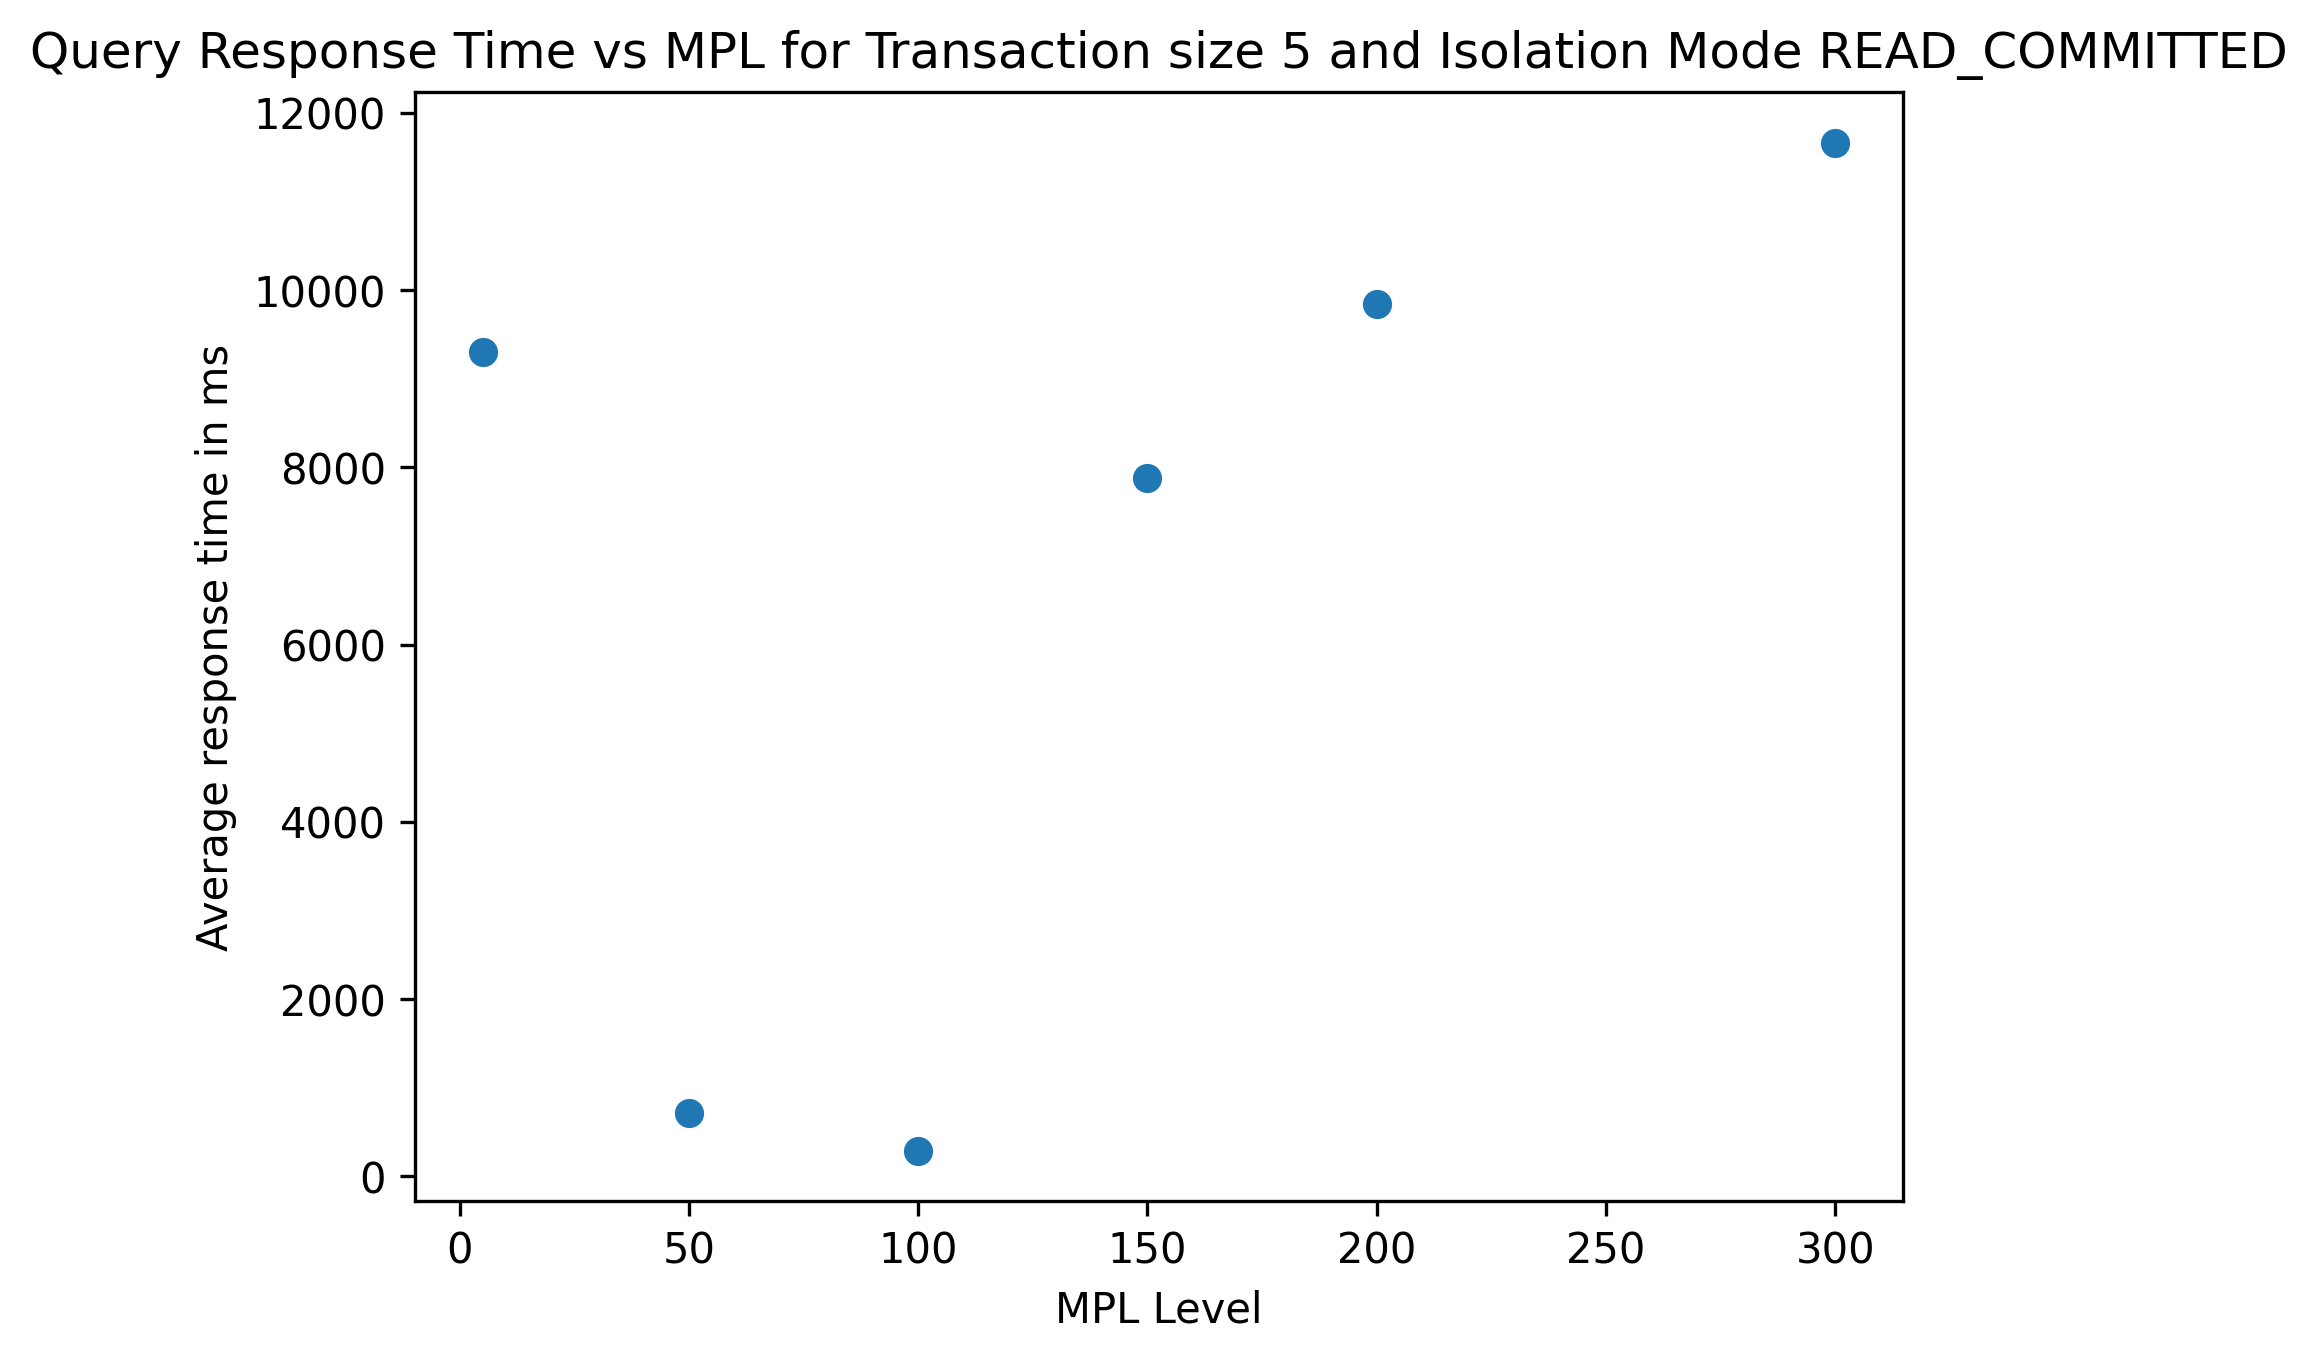 Query Response Time vs MPL for Transaction size 5 and Isolation Mode READ_COMMITTED
12000
10000
8000
6000
4000
2000
0
Average response time in ms
0 50 100 150 200 250 300
MPL Level